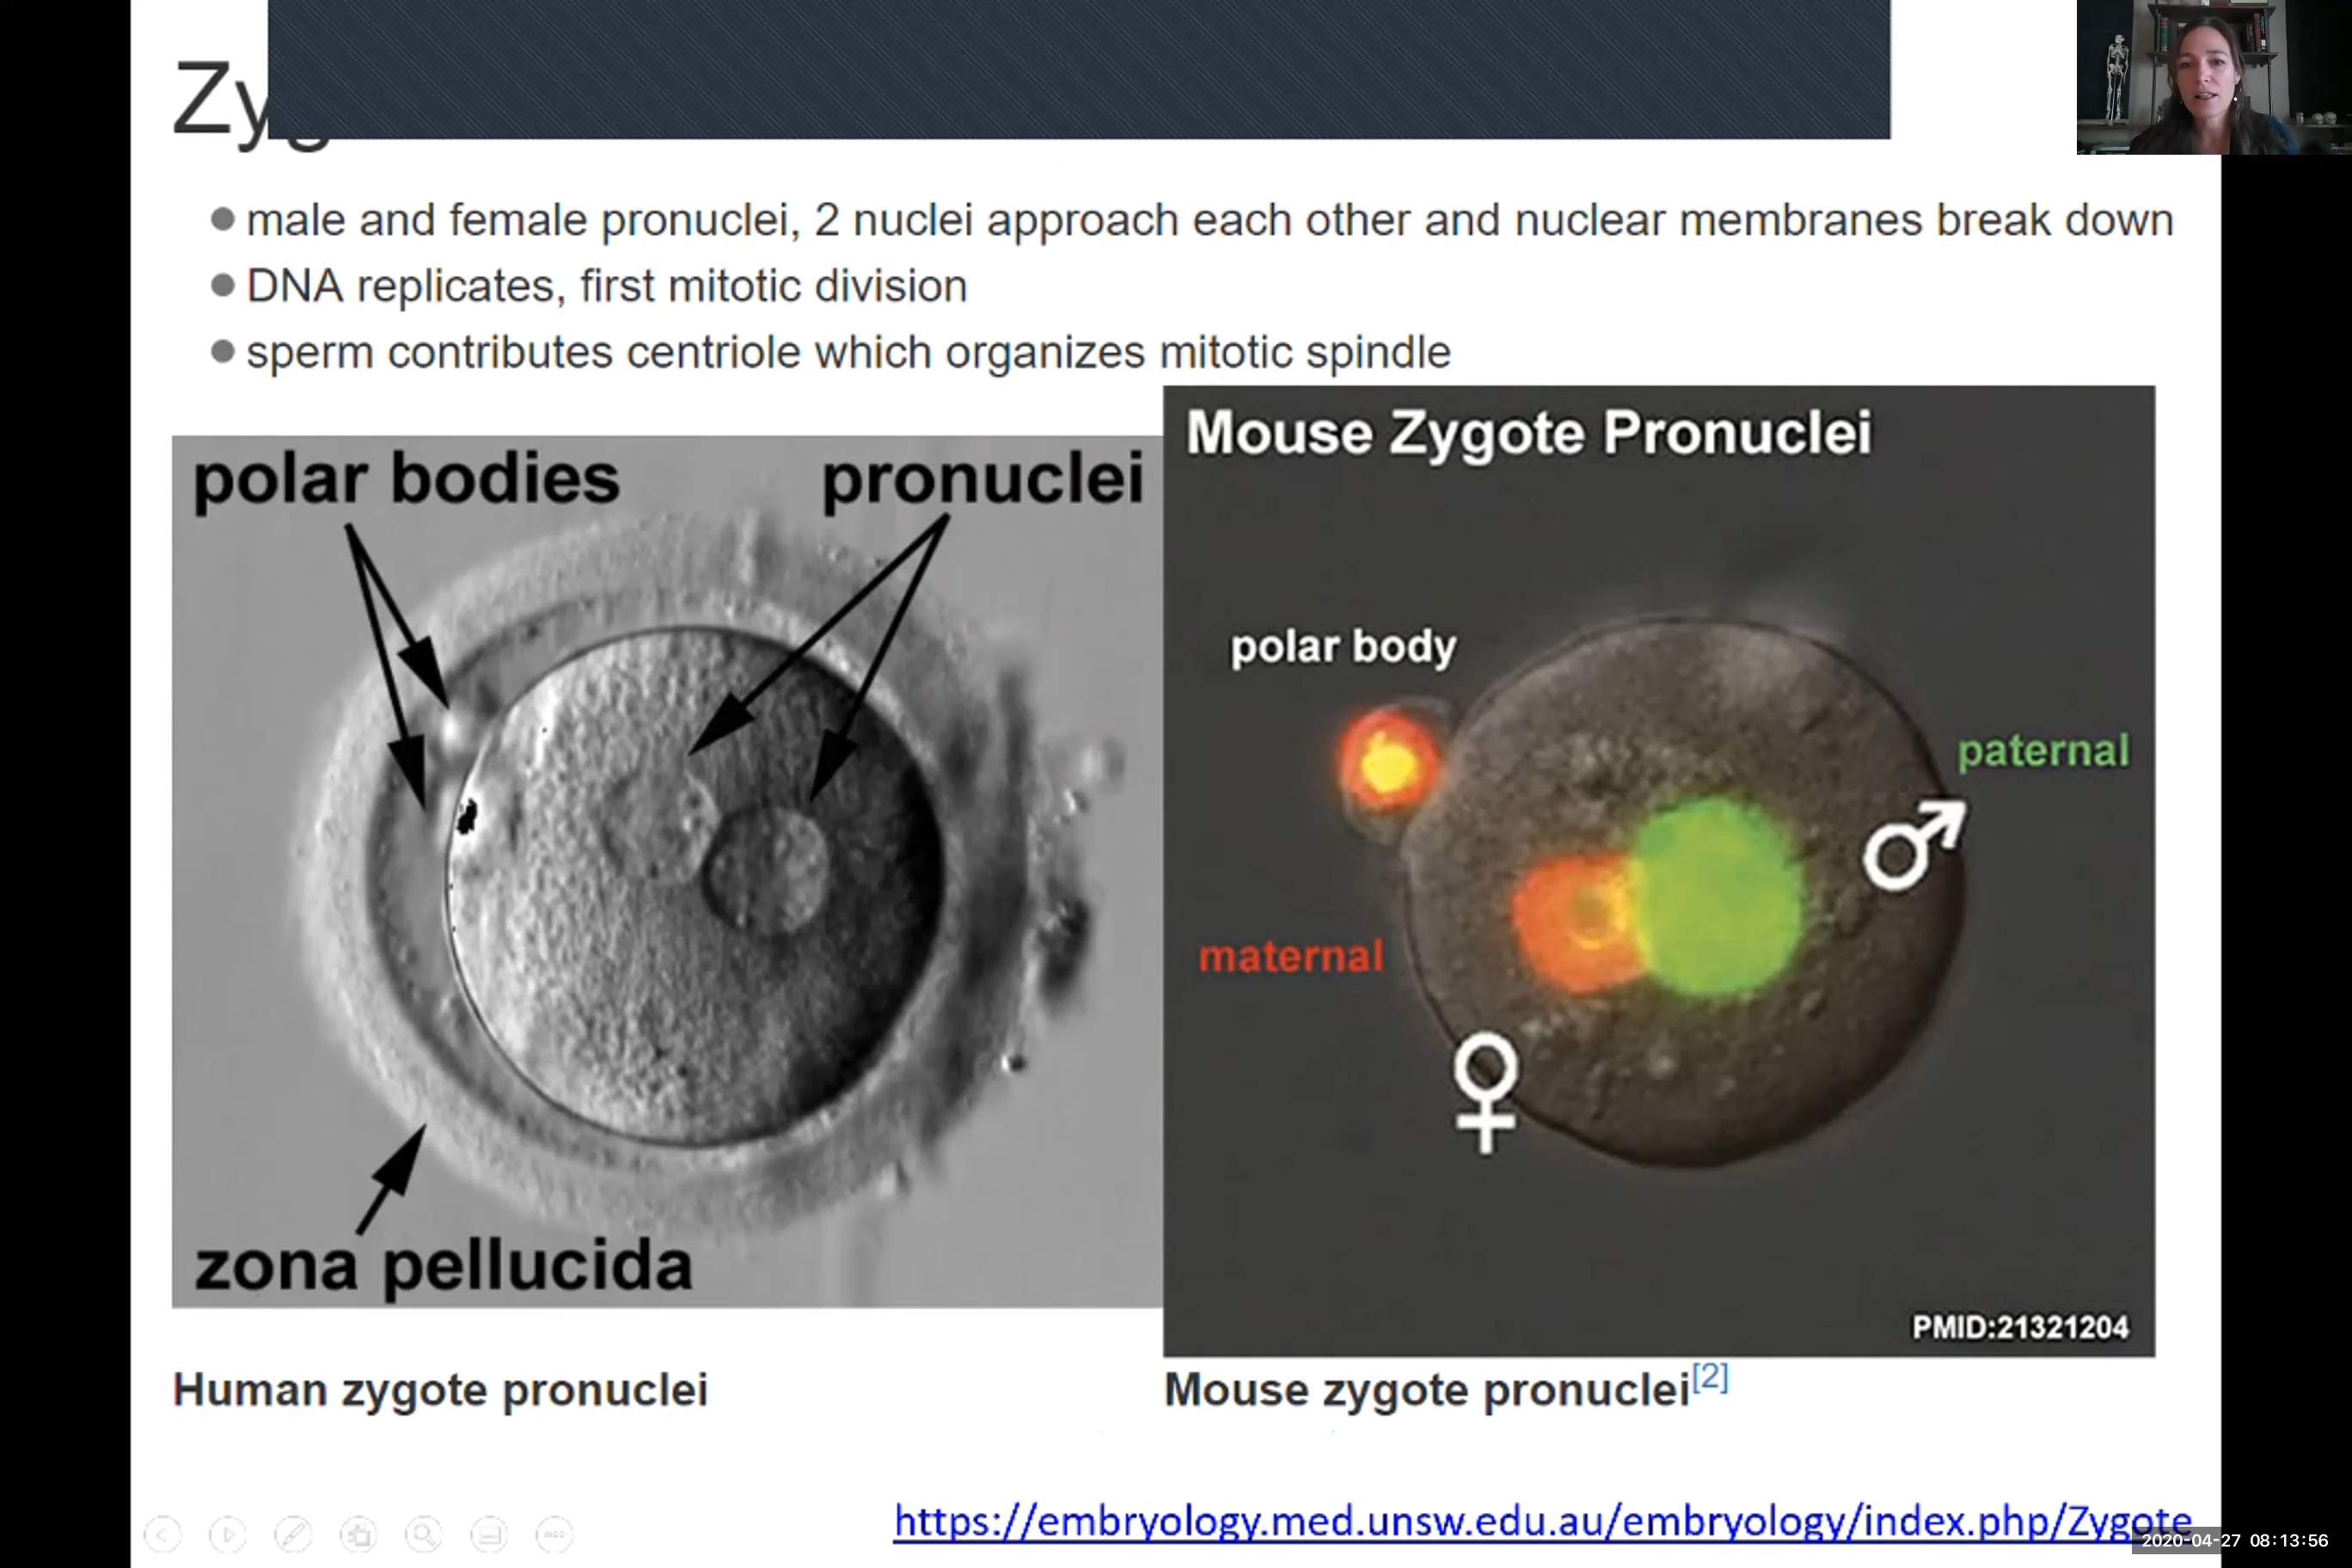 Zyg
● male and female pronuclei, 2 nuclei approach each other and nuclear membranes break down
● DNA replicates, first mitotic division
● sperm contributes centriole which organizes mitotic spindle
polar bodies
pronuclei
zona pellucida
Human zygote pronuclei
Mouse Zygote Pronuclei
polar body
paternal
♂
maternal
♀
PMID:21321204
Mouse zygote pronuclei[2]
https://embryology.med.unsw.edu.au/embryology/index.php/Zygote
2020-04-27 08:13:56